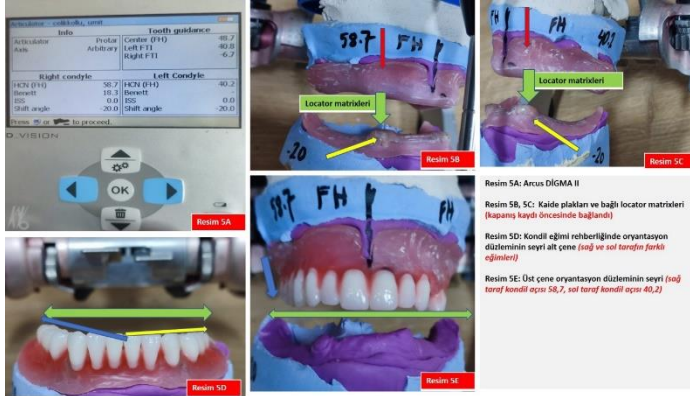 Articulator - celiktollu, umit
Info
Tooth guidance
Articulator Protar
Axis Arbitrary
Center (FH) 48.7
Left FTI 40.8
Right FTI -6.7
Right condyle
Left Condyle
HCN (FH) 58.7
Benett 18.3
ISS 0.0
Shift angle -20.0
HCN (FH) 40.2
Benett -
ISS 0.0
Shift angle -20.0
Press or to proceed.
D_VISION
OK
Resim 5A
58.7 FH
Locator matrixleri
-20
Resim 5B
FH 40.2
Locator matrixleri
Resim 5C
Resim 5D
58.7 FH FH
Resim 5E
Resim 5A: Arcus DİGMA II
Resim 5B, 5C: Kaide plakları ve bağlı locator matrixleri
(kapanış kaydı öncesinde bağlandı)
Resim 5D: Kondil eğimi rehberliğinde oryantasyon
düzleminin seyri alt çene (sağ ve sol tarafın farklı
eğimleri)
Resim 5E: Üst çene oryantasyon düzleminin seyri (sağ
taraf kondil açısı 58,7, sol taraf kondil açısı 40,2)